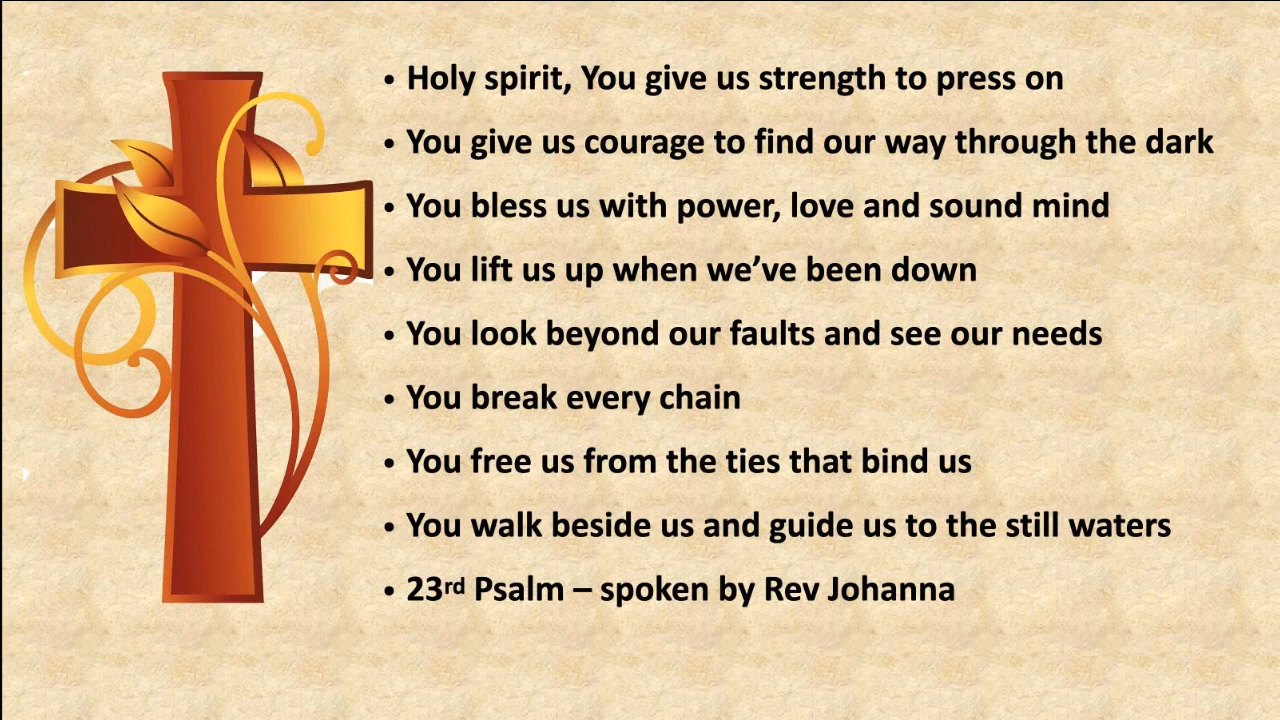 • Holy spirit, You give us strength to press on
• You give us courage to find our way through the dark
• You bless us with power, love and sound mind
• You lift us up when we’ve been down
• You look beyond our faults and see our needs
• You break every chain
• You free us from the ties that bind us
• You walk beside us and guide us to the still waters
• 23rd Psalm – spoken by Rev Johanna